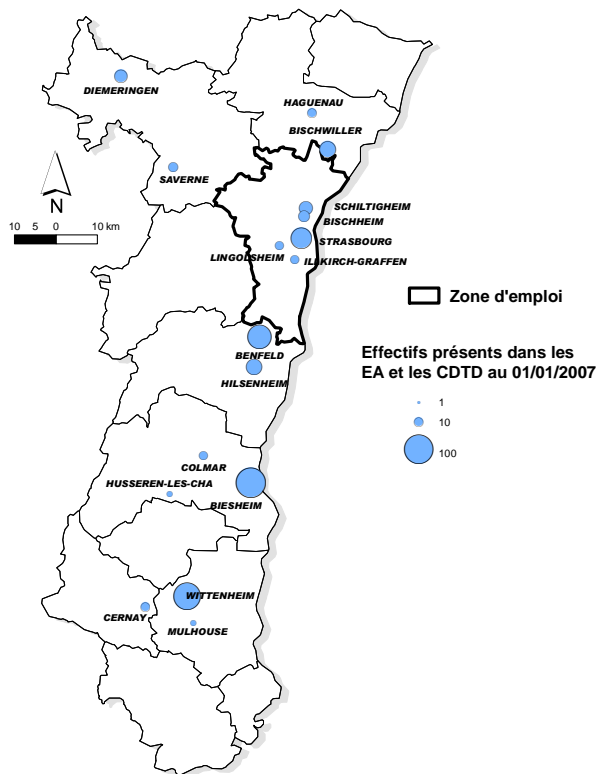 DIEMERINGEN
HAGUENAU
BISCHWILLER
SAVERNE
N
10 5 0 10 km
SCHILTIGHEIM
BISCHHEIM
STRASBOURG
LINGOLSHEIM
ILLKIRCH-GRAFFEN
Zone d'emploi
BENFELD
HILSENHEIM
Effectifs présents dans les
EA et les CDTD au 01/01/2007
1
10
100
COLMAR
HUSSEREN-LES-CHA
BIESHEIM
WITTENHEIM
CERNAY
MULHOUSE